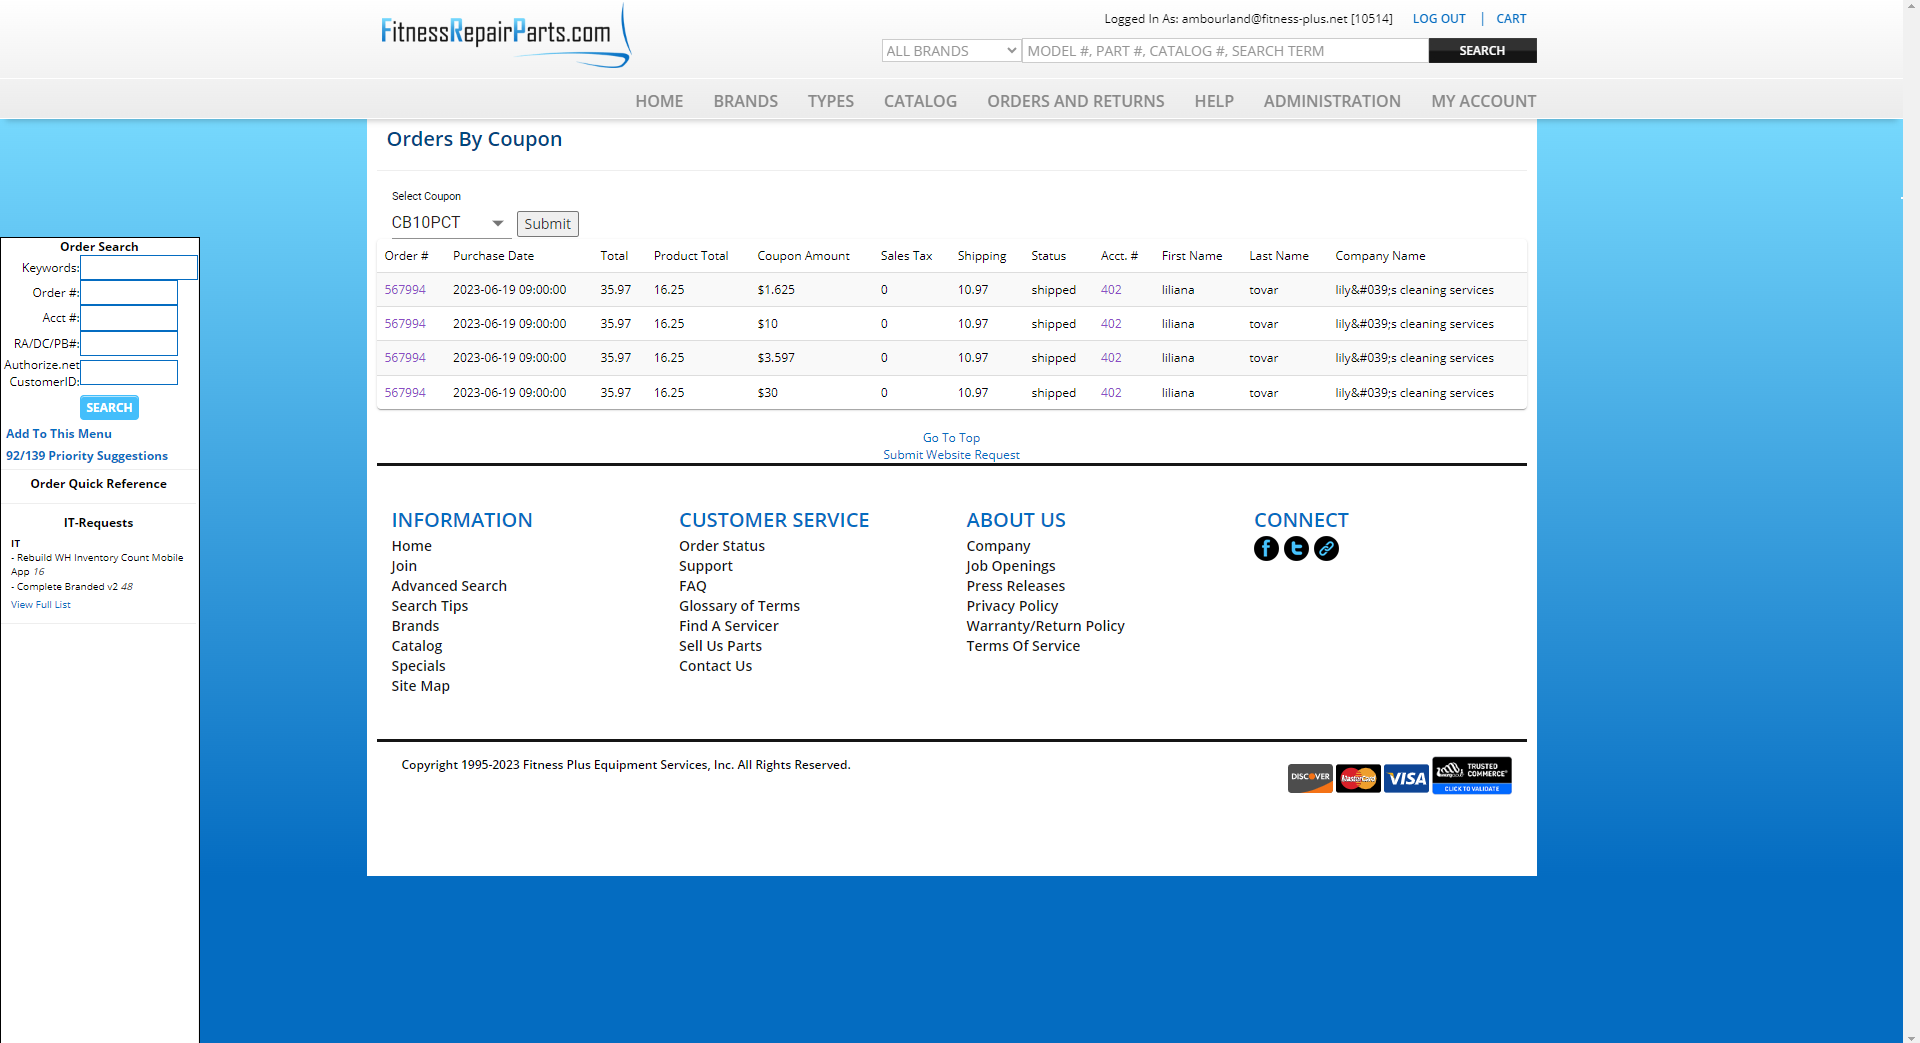 FitnessRepairParts.com
Logged In As: ambourland@fitness-plus.net [10514] LOG OUT | CART
ALL BRANDS MODEL #, PART #, CATALOG #, SEARCH TERM SEARCH
HOME BRANDS TYPES CATALOG ORDERS AND RETURNS HELP ADMINISTRATION MY ACCOUNT
Orders By Coupon
Select Coupon
CB10PCT Submit
Order # Purchase Date Total Product Total Coupon Amount Sales Tax Shipping Status Acct. # First Name Last Name Company Name
567994 2023-06-19 09:00:00 35.97 16.25 $1.625 0 10.97 shipped 402 liliana tovar lily&#039;s cleaning services
567994 2023-06-19 09:00:00 35.97 16.25 $10 0 10.97 shipped 402 liliana tovar lily&#039;s cleaning services
567994 2023-06-19 09:00:00 35.97 16.25 $3.597 0 10.97 shipped 402 liliana tovar lily&#039;s cleaning services
567994 2023-06-19 09:00:00 35.97 16.25 $30 0 10.97 shipped 402 liliana tovar lily&#039;s cleaning services
Go To Top
Submit Website Request
Order Search
Keywords:
Order #:
Acct #:
RA/DC/PB#:
Authorize.net
CustomerID:
SEARCH
Add To This Menu
92/139 Priority Suggestions
Order Quick Reference
IT-Requests
IT
- Rebuild WH Inventory Count Mobile
App 16
- Complete Branded v2 48
View Full List
INFORMATION
Home
Join
Advanced Search
Search Tips
Brands
Catalog
Specials
Site Map
CUSTOMER SERVICE
Order Status
Support
FAQ
Glossary of Terms
Find A Servicer
Sell Us Parts
Contact Us
ABOUT US
Company
Job Openings
Press Releases
Privacy Policy
Warranty/Return Policy
Terms Of Service
CONNECT
Copyright 1995-2023 Fitness Plus Equipment Services, Inc. All Rights Reserved.
DISCOVER MasterCard VISA
TRUSTED
COMMERCE
CLICK TO VALIDATE